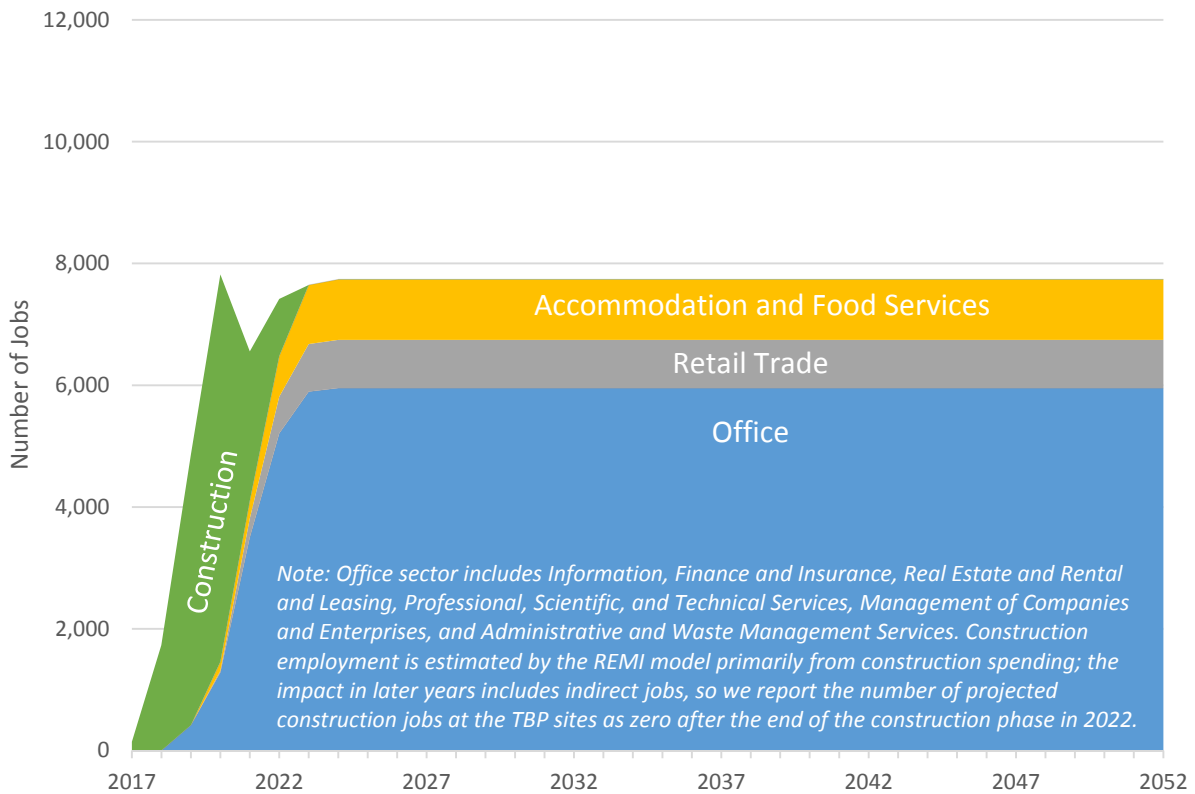 12,000
10,000
8,000
6,000
4,000
2,000
0
Number of Jobs
Construction
Accommodation and Food Services
Retail Trade
Office
Note: Office sector includes Information, Finance and Insurance, Real Estate and Rental
and Leasing, Professional, Scientific, and Technical Services, Management of Companies
and Enterprises, and Administrative and Waste Management Services. Construction
employment is estimated by the REMI model primarily from construction spending; the
impact in later years includes indirect jobs, so we report the number of projected
construction jobs at the TBP sites as zero after the end of the construction phase in 2022.
2017 2022 2027 2032 2037 2042 2047 2052